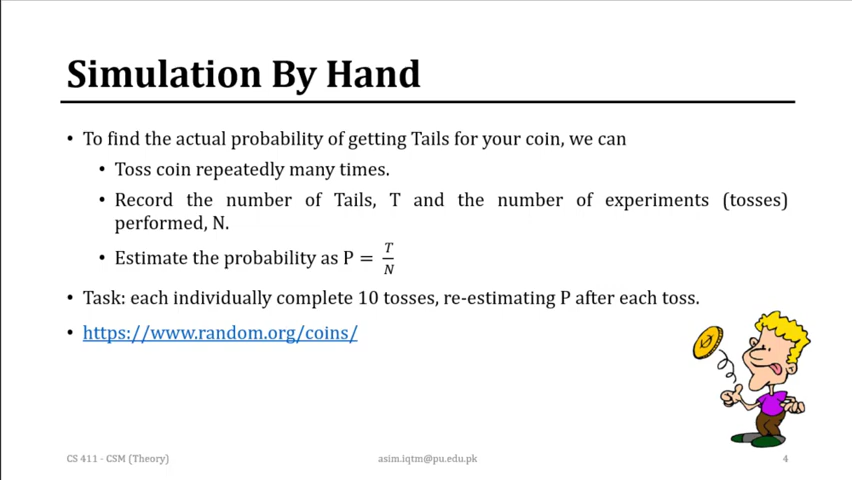 Simulation By Hand
• To find the actual probability of getting Tails for your coin, we can
• Toss coin repeatedly many times.
• Record the number of Tails, T and the number of experiments (tosses)
performed, N.
• Estimate the probability as P = T/N
• Task: each individually complete 10 tosses, re-estimating P after each toss.
• https://www.random.org/coins/
CS 411 - CSM (Theory)
asim.iqtm@pu.edu.pk
4